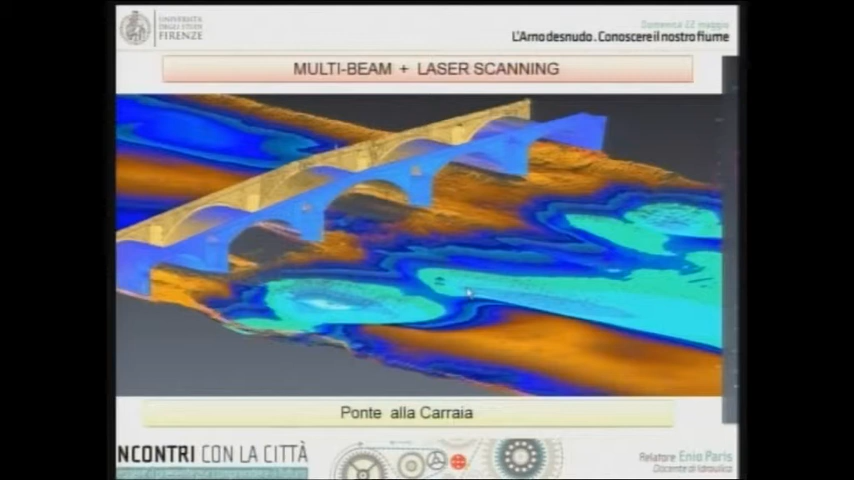 UNIVERSITÀ
DEGLI STUDI
FIRENZE
Domenica 12 maggio
L'Arno desnudo. Conoscere il nostro fiume
MULTI-BEAM + LASER SCANNING
Ponte alla Carraia
NCONTRI CON LA CITTÀ
Relatore Enio Paris
Docente di Idraulica